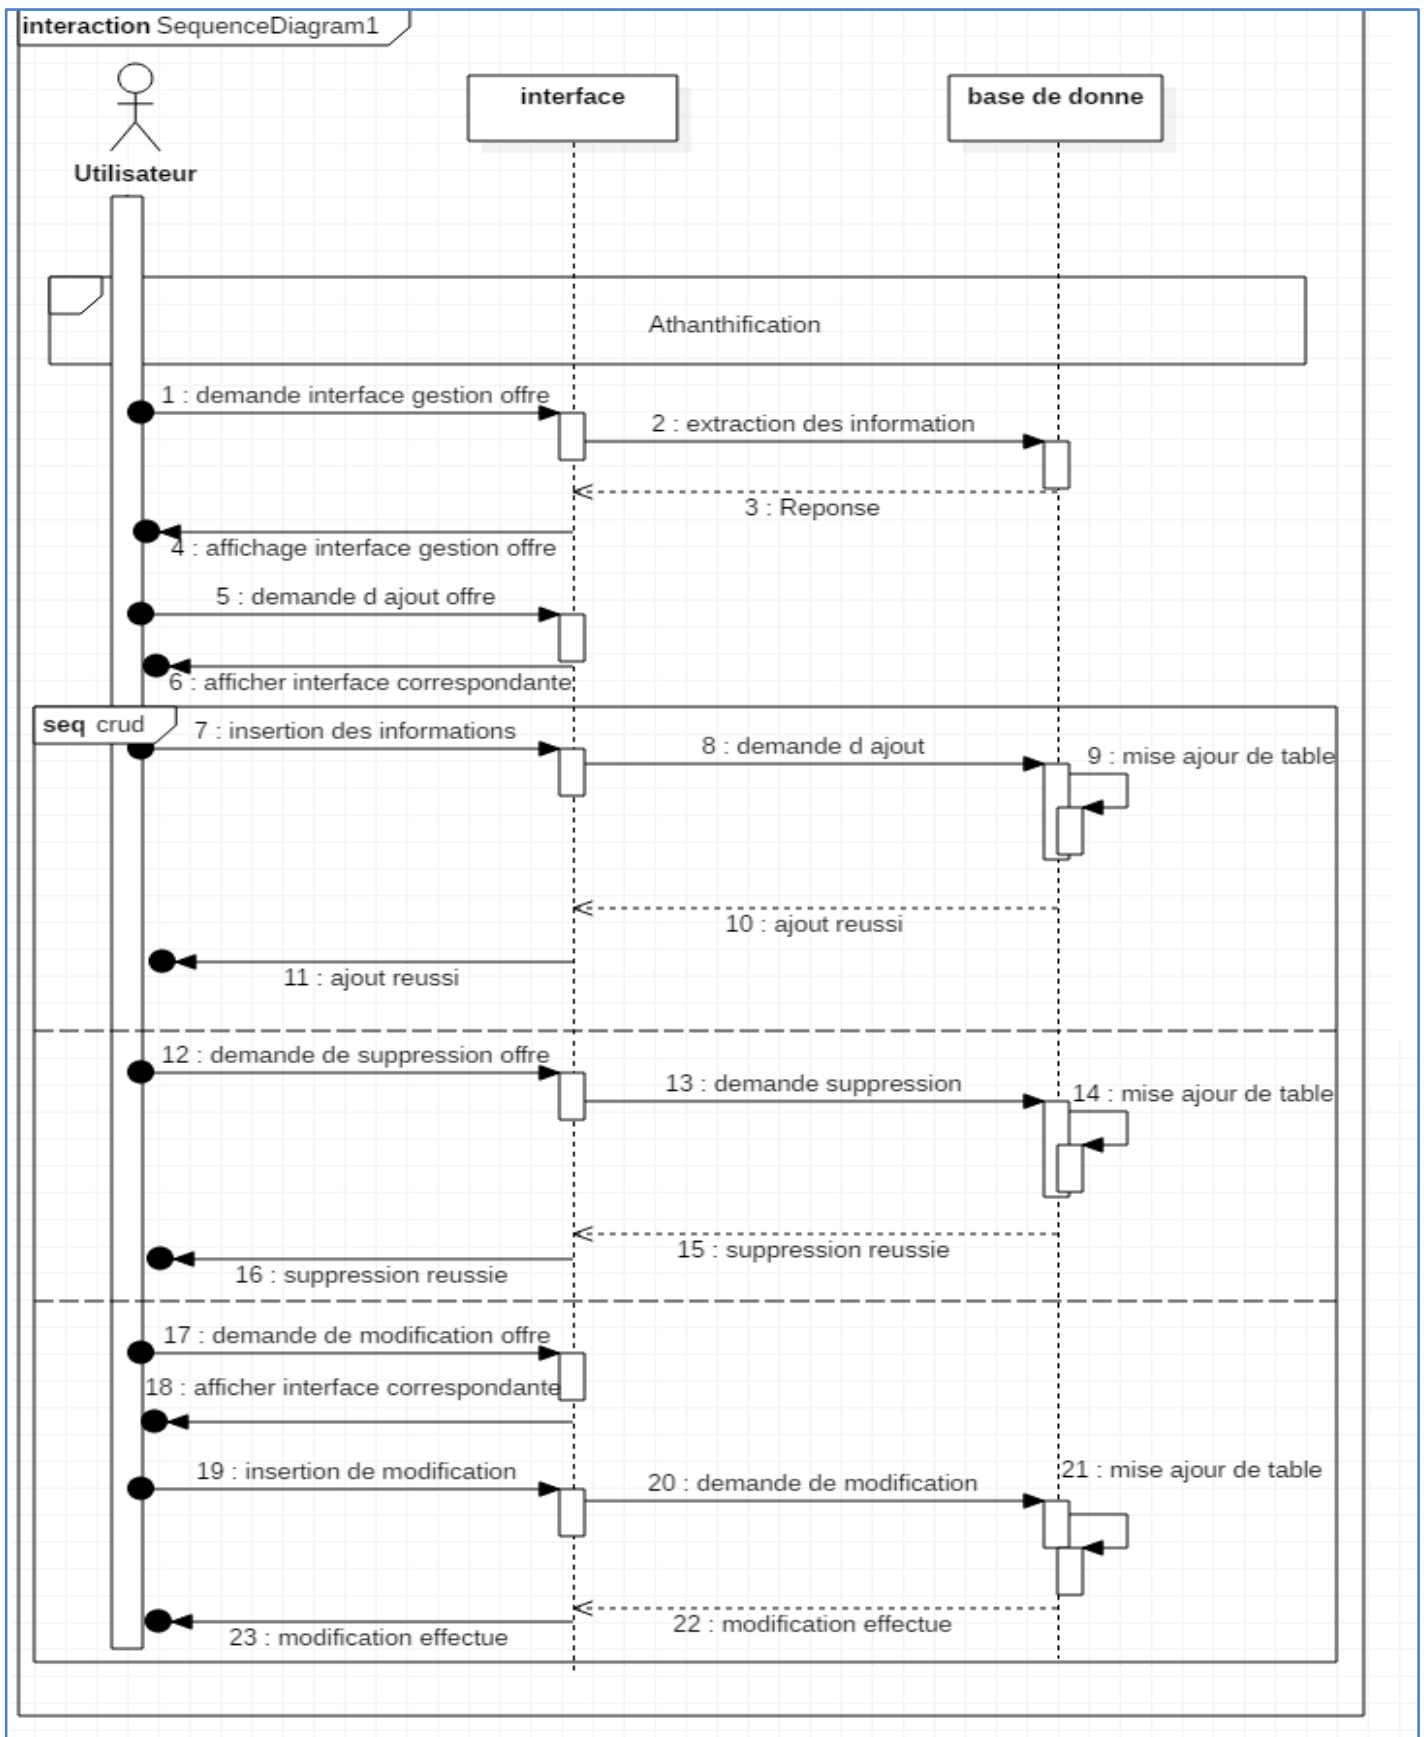 interaction SequenceDiagram1
interface
base de donne
Utilisateur
Athanthification
1 : demande interface gestion offre
2 : extraction des information
3 : Reponse
4 : affichage interface gestion offre
5 : demande d ajout offre
6 : afficher interface correspondante
seq crud
7 : insertion des informations
8 : demande d ajout
9 : mise ajour de table
10 : ajout reussi
11 : ajout reussi
12 : demande de suppression offre
13 : demande suppression
14 : mise ajour de table
15 : suppression reussie
16 : suppression reussie
17 : demande de modification offre
18 : afficher interface correspondante
19 : insertion de modification
20 : demande de modification
21 : mise ajour de table
22 : modification effectue
23 : modification effectue